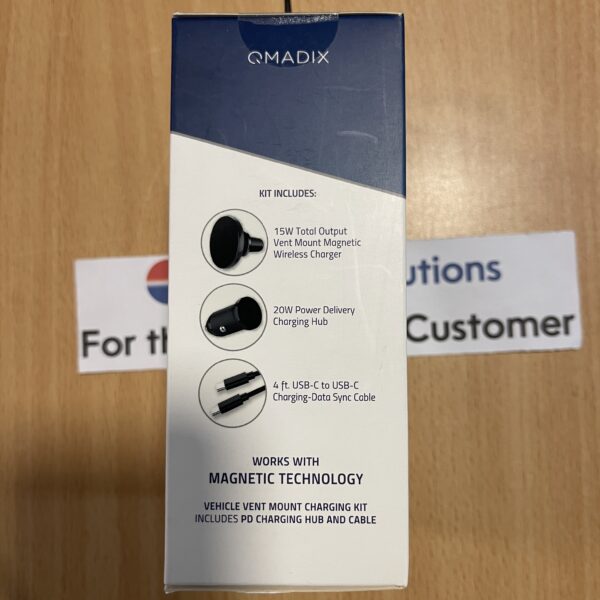 QMADIX
KIT INCLUDES:
15W Total Output
Vent Mount Magnetic
Wireless Charger
20W Power Delivery
Charging Hub
4 ft. USB-C to USB-C
Charging-Data Sync Cable
WORKS WITH
MAGNETIC TECHNOLOGY
VEHICLE VENT MOUNT CHARGING KIT
INCLUDES PD CHARGING HUB AND CABLE
For
Customer